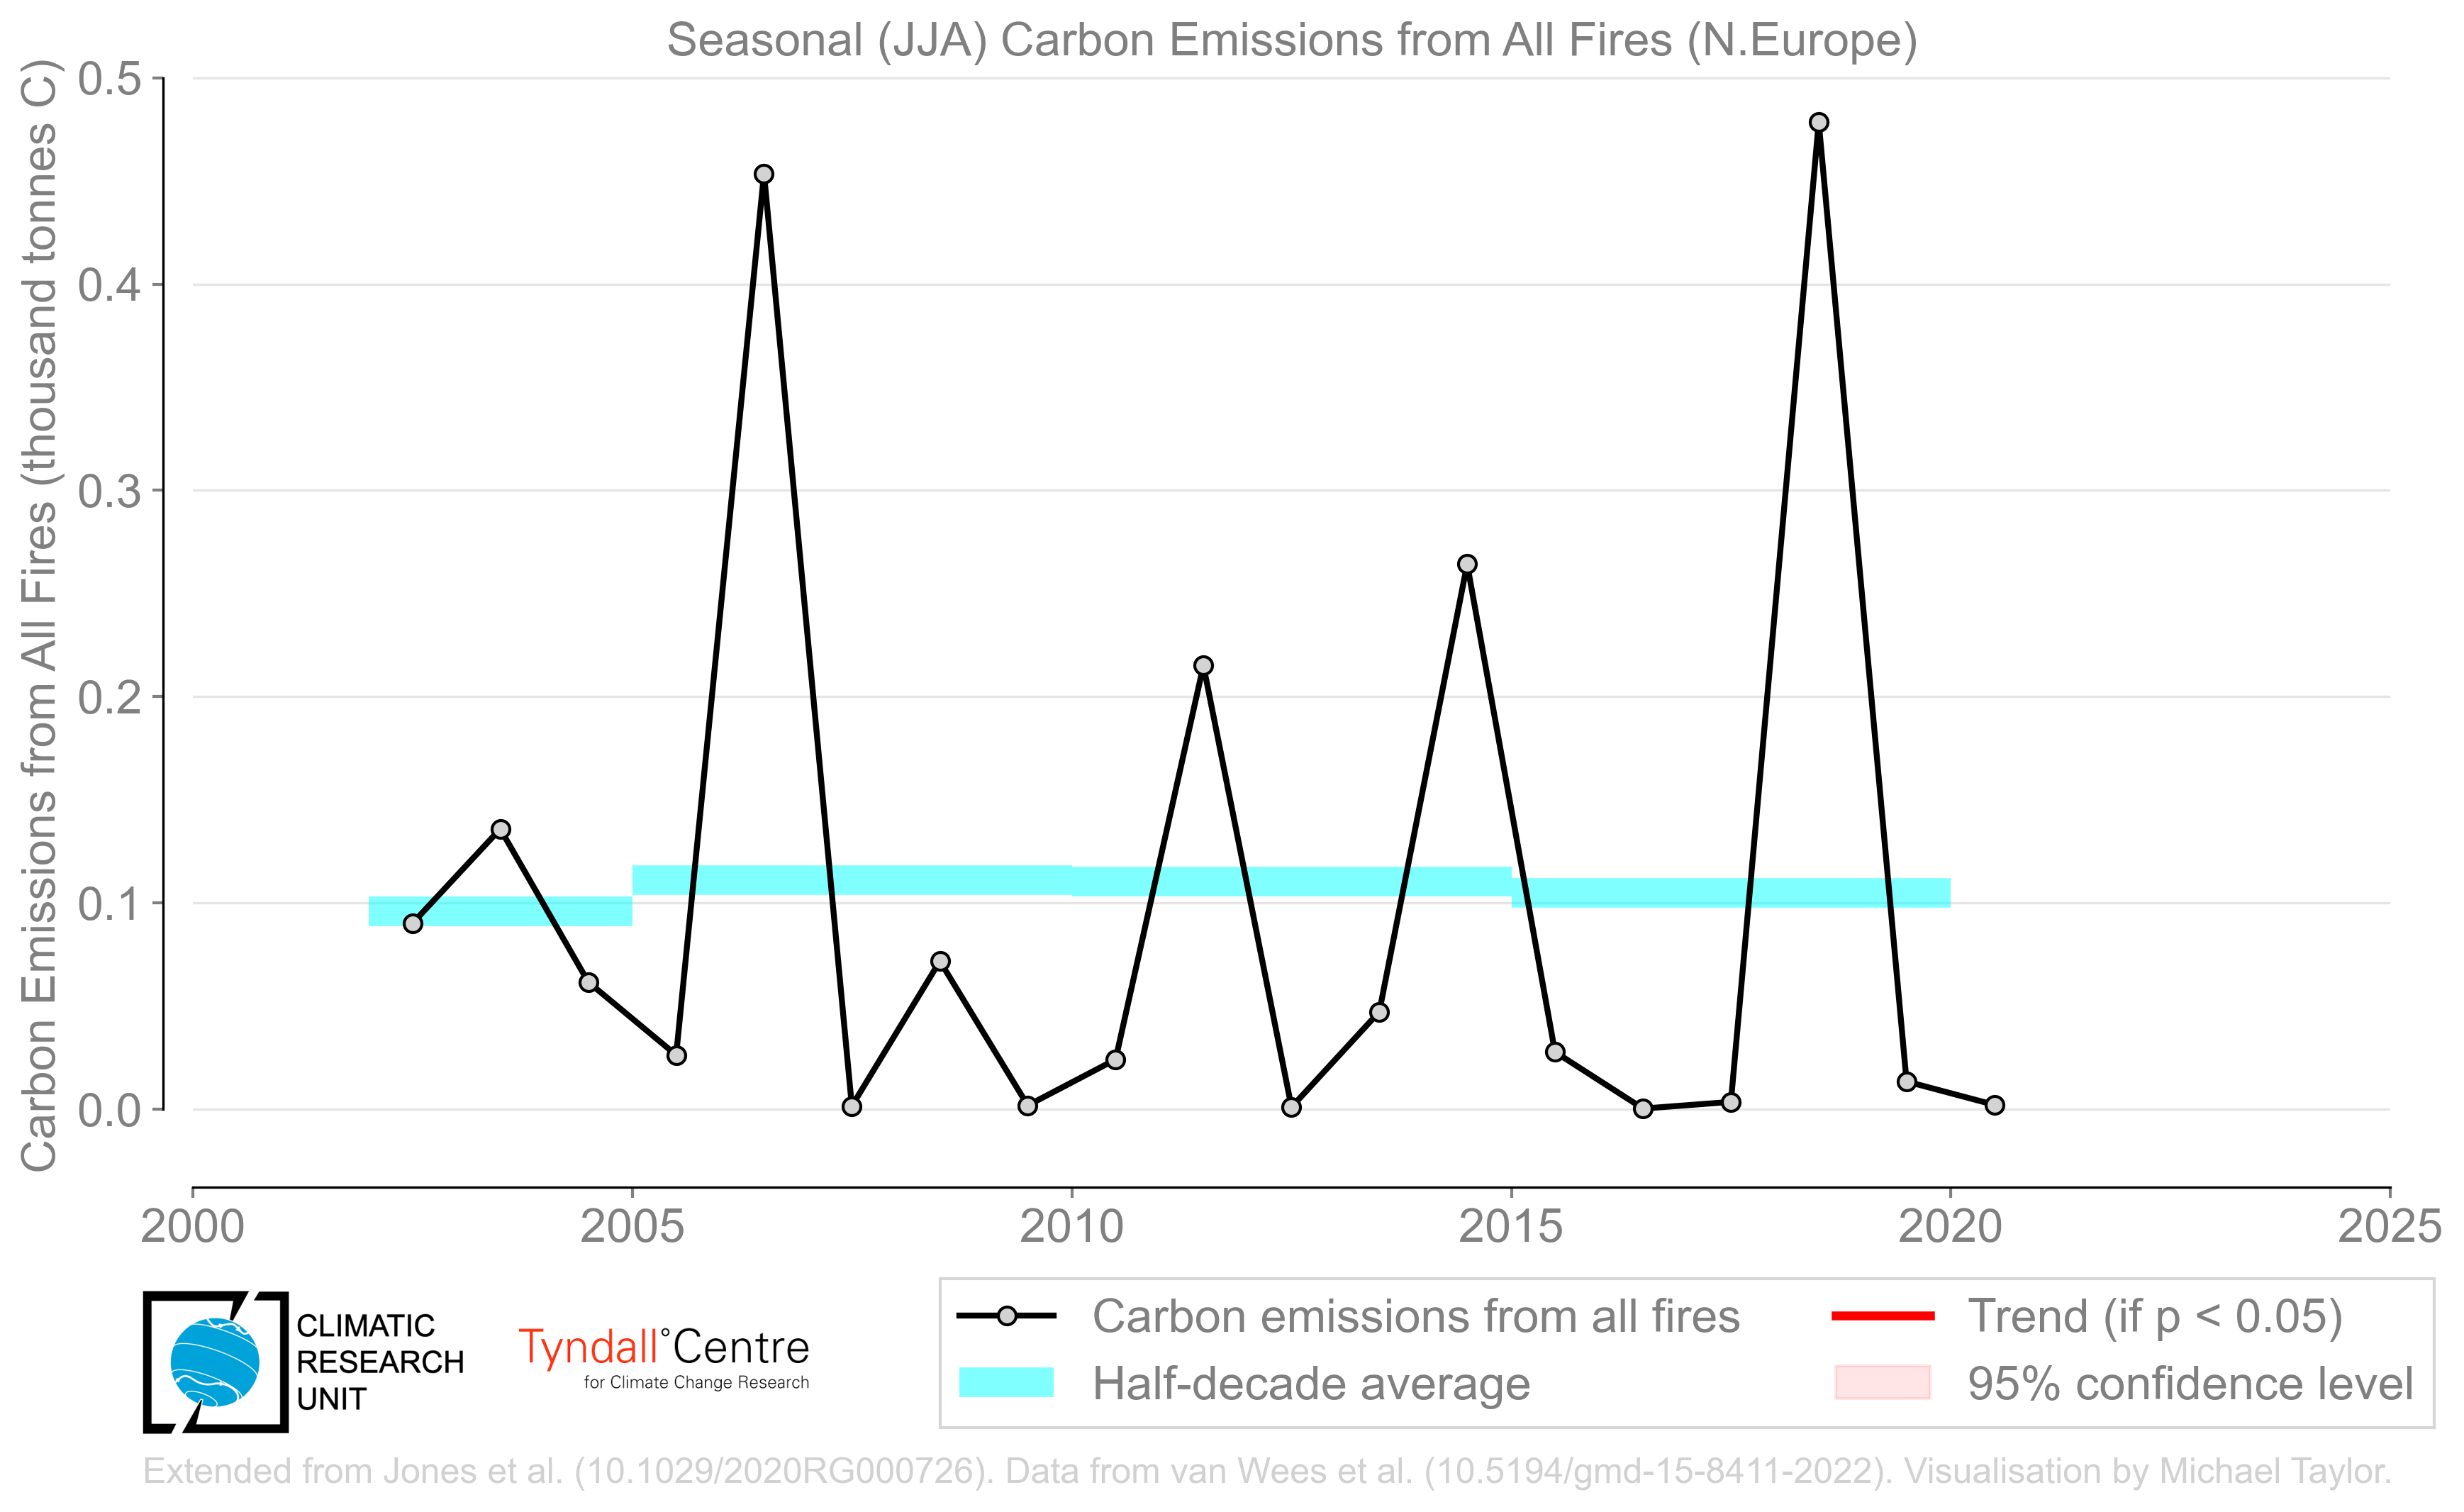 Seasonal (JJA) Carbon Emissions from All Fires (N.Europe)
Carbon Emissions from All Fires (thousand tonnes C)
0.5
0.4
0.3
0.2
0.1
0.0
2000 2005 2010 2015 2020 2025
CLIMATIC
RESEARCH
UNIT
Tyndall°Centre
for Climate Change Research
Carbon emissions from all fires
Half-decade average
Trend (if p < 0.05)
95% confidence level
Extended from Jones et al. (10.1029/2020RG000726). Data from van Wees et al. (10.5194/gmd-15-8411-2022). Visualisation by Michael Taylor.